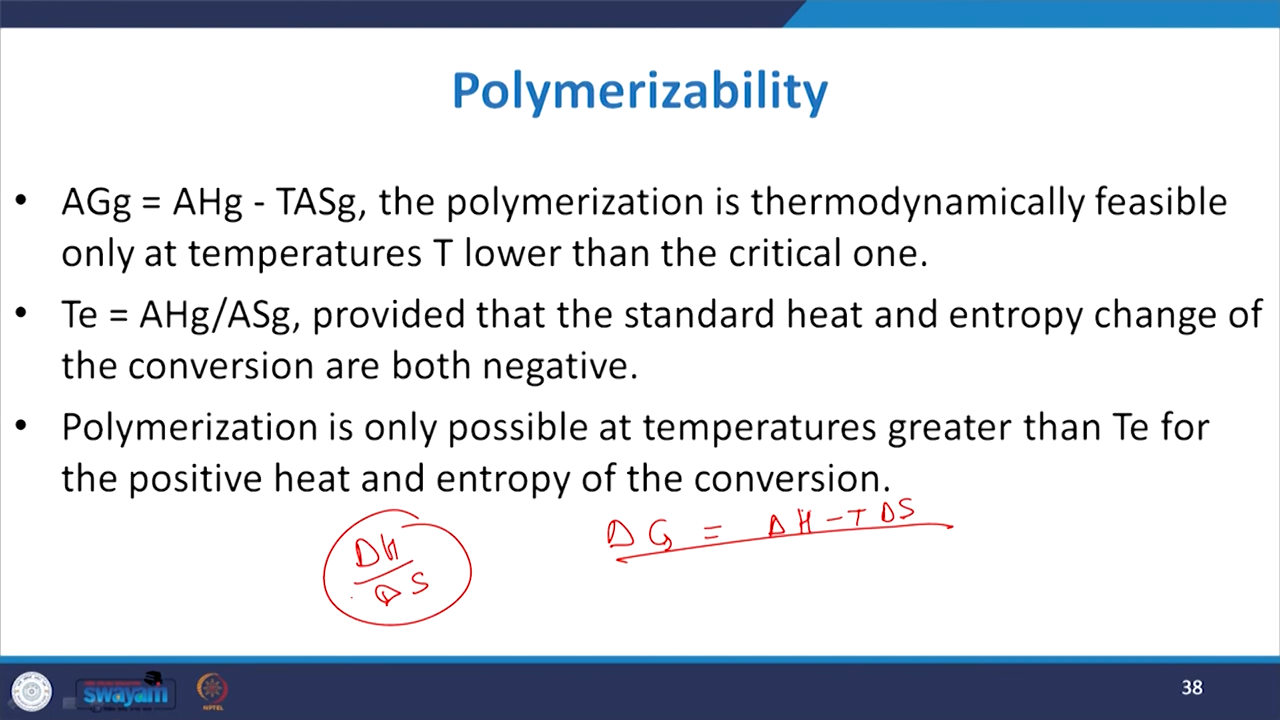 Polymerizability
• AGg = AHg - TASg, the polymerization is thermodynamically feasible
only at temperatures T lower than the critical one.
• Te = AHg/ASg, provided that the standard heat and entropy change of
the conversion are both negative.
• Polymerization is only possible at temperatures greater than Te for
the positive heat and entropy of the conversion.
ΔH
ΔS
ΔG = ΔH - TΔS
swayam
NPTEL
38